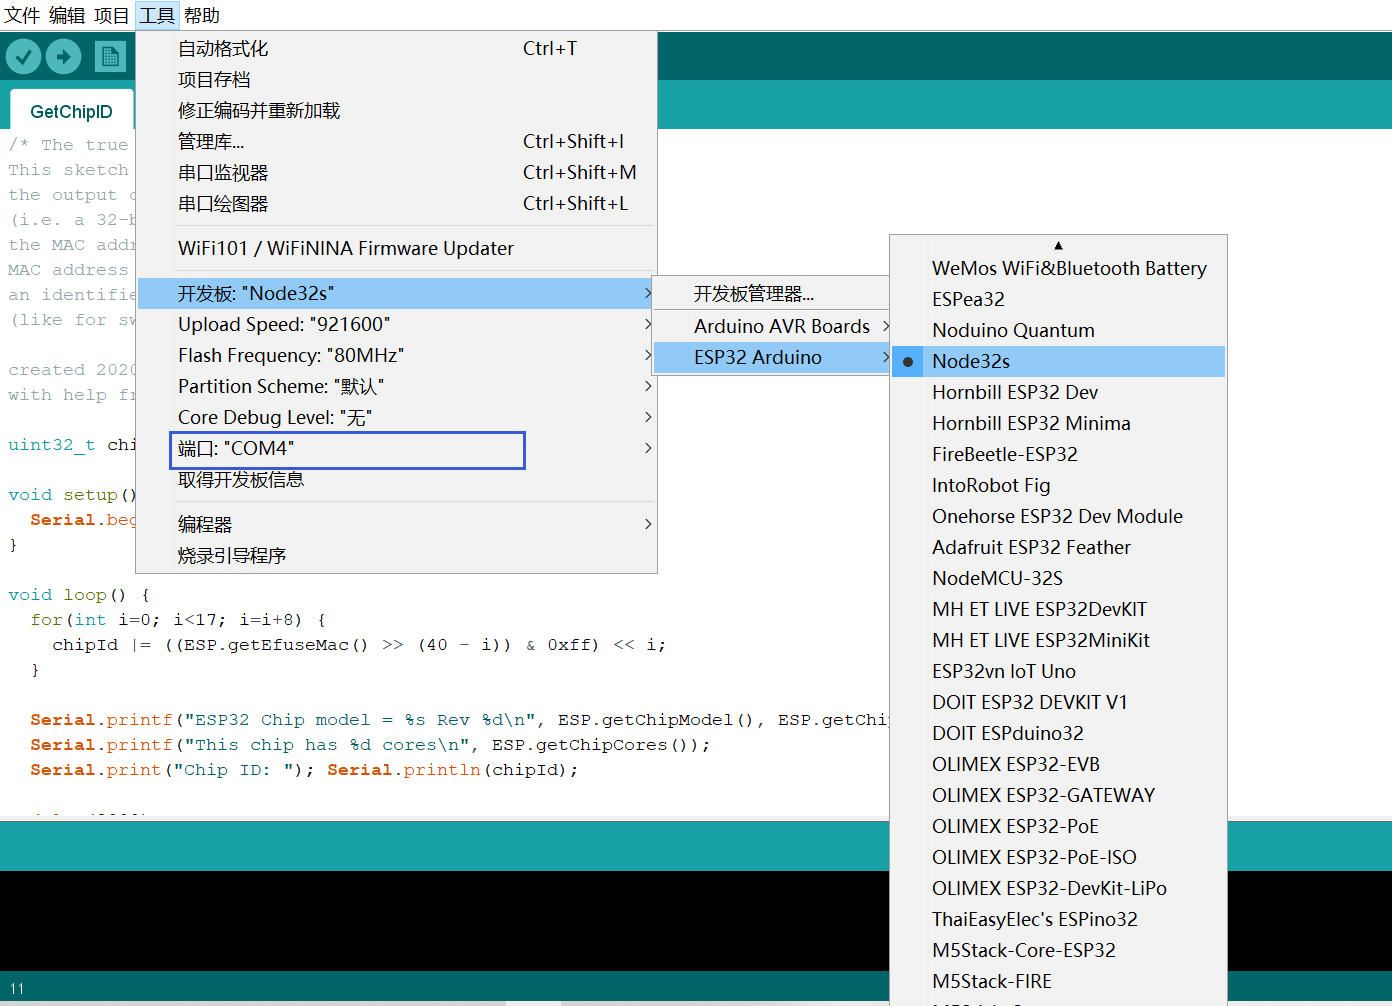 文件 编辑 项目 工具 帮助
自动格式化 Ctrl+T
项目存档
修正编码并重新加载
管理库... Ctrl+Shift+I
串口监视器 Ctrl+Shift+M
串口绘图器 Ctrl+Shift+L
WiFi101 / WiFiNINA Firmware Updater
开发板: "Node32s"
Upload Speed: "921600"
Flash Frequency: "80MHz"
Partition Scheme: "默认"
Core Debug Level: "无"
端口: "COM4"
取得开发板信息
编程器
烧录引导程序
开发板管理器...
Arduino AVR Boards
ESP32 Arduino
WeMos WiFi&Bluetooth Battery
ESPea32
Noduino Quantum
Node32s
Hornbill ESP32 Dev
Hornbill ESP32 Minima
FireBeetle-ESP32
IntoRobot Fig
Onehorse ESP32 Dev Module
Adafruit ESP32 Feather
NodeMCU-32S
MH ET LIVE ESP32DevKIT
MH ET LIVE ESP32MiniKit
ESP32vn IoT Uno
DOIT ESP32 DEVKIT V1
DOIT ESPduino32
OLIMEX ESP32-EVB
OLIMEX ESP32-GATEWAY
OLIMEX ESP32-PoE
OLIMEX ESP32-PoE-ISO
OLIMEX ESP32-DevKit-LiPo
ThaiEasyElec's ESPino32
M5Stack-Core-ESP32
M5Stack-FIRE
GetChipID
/* The true
This sketch
the output
(i.e. a 32-b
the MAC addr
MAC address
an identifie
(like for sw
created 2020
with help fr
uint32_t chi
void setup()
Serial.beg
}
void loop() {
for(int i=0; i<17; i=i+8) {
chipId |= ((ESP.getEfuseMac() >> (40 - i)) & 0xff) << i;
}
Serial.printf("ESP32 Chip model = %s Rev %d\n", ESP.getChipModel(), ESP.getChi
Serial.printf("This chip has %d cores\n", ESP.getChipCores());
Serial.print("Chip ID: "); Serial.println(chipId);
11